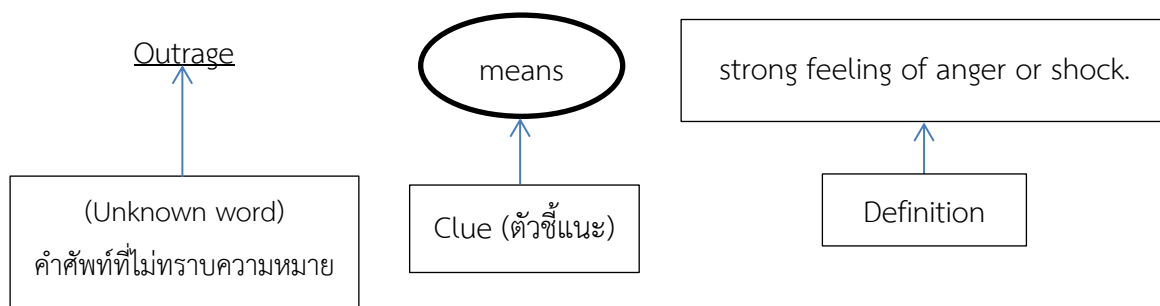 Outrage
means
strong feeling of anger or shock.
(Unknown word)
คำศัพท์ที่ไม่ทราบความหมาย
Clue (ตัวชี้แนะ)
Definition